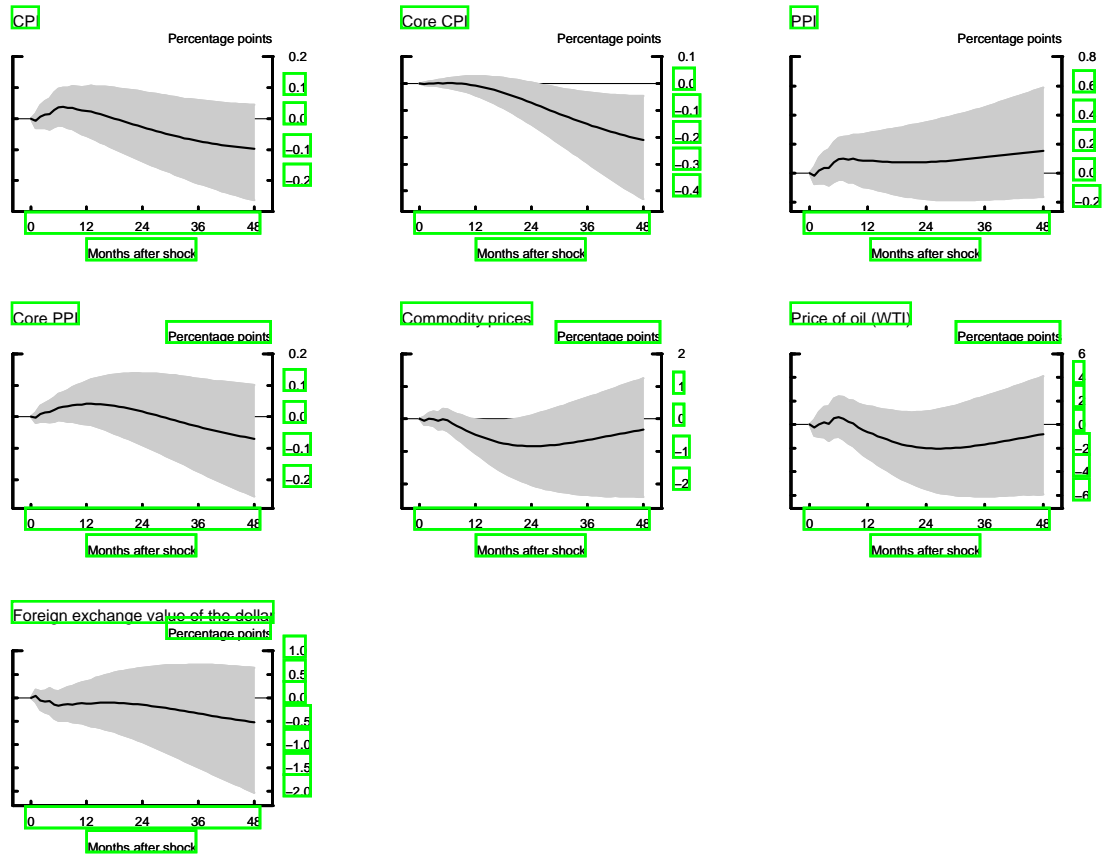 CPI
Percentage points
0.2
0.1
0.0
−0.1
−0.2
0 12 24 36 48
Months after shock
Core CPI
Percentage points
0.1
0.0
−0.1
−0.2
−0.3
−0.4
0 12 24 36 48
Months after shock
PPI
Percentage points
0.8
0.6
0.4
0.2
0.0
−0.2
0 12 24 36 48
Months after shock
Core PPI
Percentage points
0.2
0.1
0.0
−0.1
−0.2
0 12 24 36 48
Months after shock
Commodity prices
Percentage points
2
1
0
−1
−2
0 12 24 36 48
Months after shock
Price of oil (WTI)
Percentage points
6
4
2
0
−2
−4
−6
0 12 24 36 48
Months after shock
Foreign exchange value of the dollar
Percentage points
1.0
0.5
0.0
−0.5
−1.0
−1.5
−2.0
0 12 24 36 48
Months after shock